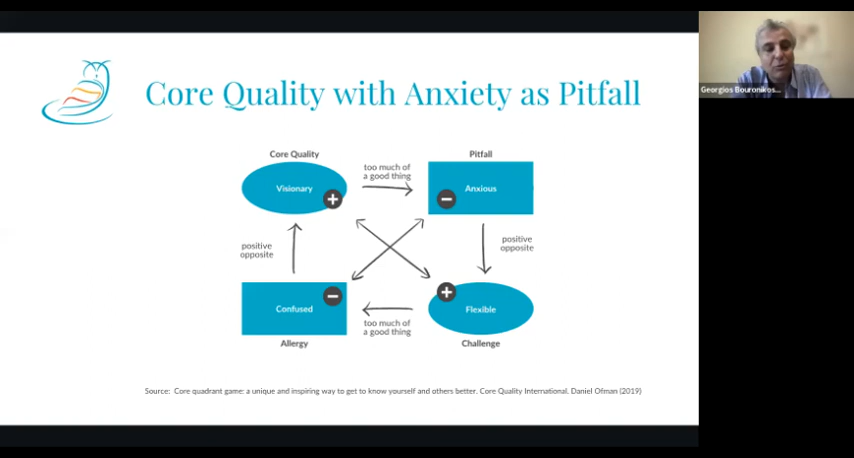 Georgios Bouronikos...
Core Quality with Anxiety as Pitfall
Core Quality
Pitfall
too much of
a good thing
Visionary
+
Anxious
−
positive
opposite
positive
opposite
Confused
−
Flexible
+
too much of
a good thing
Allergy
Challenge
Source: Core quadrant game: a unique and inspiring way to get to know yourself and others better. Core Quality International. Daniel Ofman (2019)